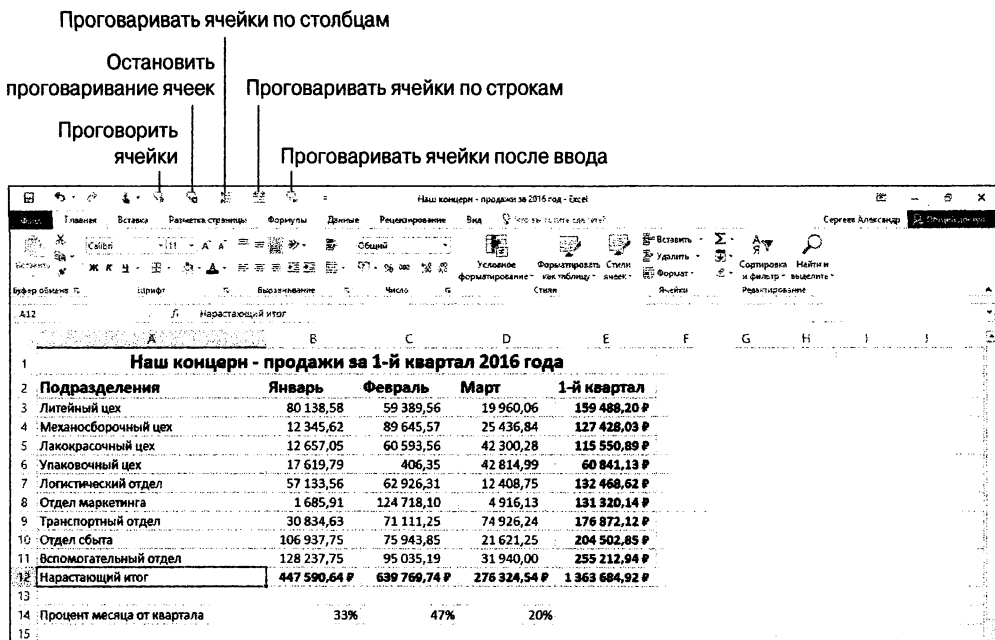 Проговаривать ячейки по столбцам
Остановить
проговаривание ячеек
Проговаривать ячейки по строкам
Проговорить
ячейки
Проговаривать ячейки после ввода
Наш концерн - продажи за 2016 год - Excel
Файл Главная Вставка Разметка страницы Формулы Данные Рецензирование Вид Что вы хотите сделать? Сергеев Александр Общий доступ
Calibri 11 Общий
Ж К Ч % 000
Условное форматирование
Форматировать как таблицу
Стили ячеек
Вставить
Удалить
Формат
Сортировка и фильтр
Найти и выделить
Буфер обмена Шрифт Выравнивание Число Стили Ячейки Редактирование
A12 fx Нарастающий итог
A B C D E F G H I J
1 Наш концерн - продажи за 1-й квартал 2016 года
2 Подразделения Январь Февраль Март 1-й квартал
3 Литейный цех 80 138,58 59 389,56 19 960,06 159 488,20 ₽
4 Механосборочный цех 12 345,62 89 645,57 25 436,84 127 428,03 ₽
5 Лакокрасочный цех 12 657,05 60 593,56 42 300,28 115 550,89 ₽
6 Упаковочный цех 17 619,79 406,35 42 814,99 60 841,13 ₽
7 Логистический отдел 57 133,56 62 926,31 12 408,75 132 468,62 ₽
8 Отдел маркетинга 1 685,91 124 718,10 4 916,13 131 320,14 ₽
9 Транспортный отдел 30 834,63 71 111,25 74 926,24 176 872,12 ₽
10 Отдел сбыта 106 937,75 75 943,85 21 621,25 204 502,85 ₽
11 Вспомогательный отдел 128 237,75 95 035,19 31 940,00 255 212,94 ₽
12 Нарастающий итог 447 590,64 ₽ 639 769,74 ₽ 276 324,54 ₽ 1 363 684,92 ₽
13
14 Процент месяца от квартала 33% 47% 20%
15